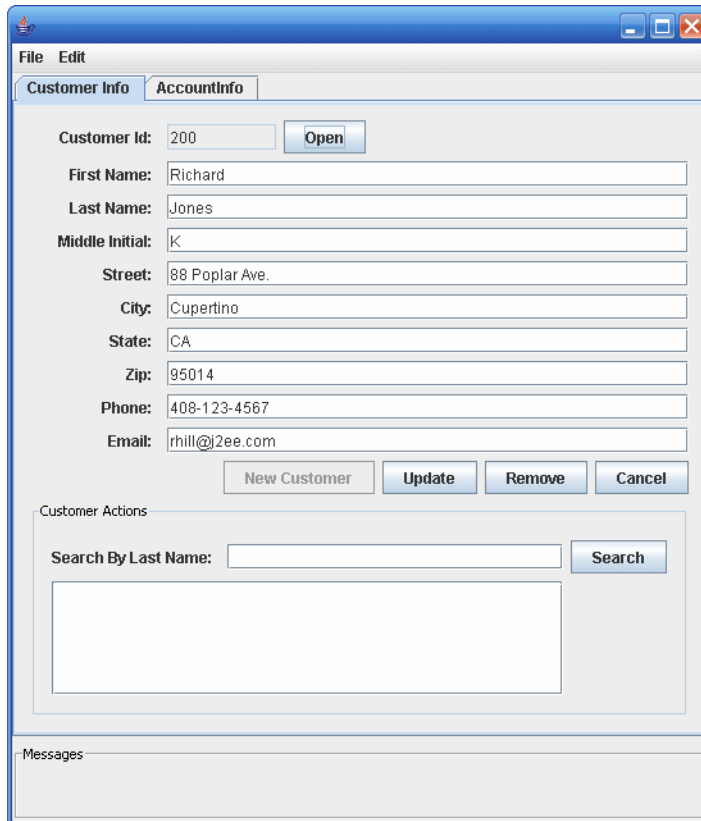 File Edit
Customer Info AccountInfo
Customer Id: 200 Open
First Name: Richard
Last Name: Jones
Middle Initial: K
Street: 88 Poplar Ave.
City: Cupertino
State: CA
Zip: 95014
Phone: 408-123-4567
Email: rhill@j2ee.com
New Customer Update Remove Cancel
Customer Actions
Search By Last Name: Search
Messages